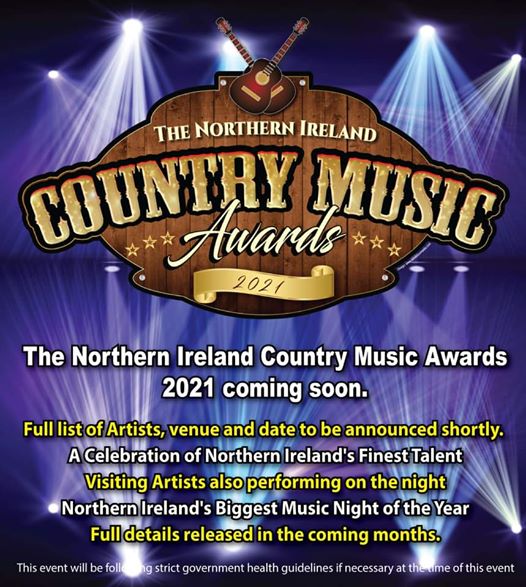 THE NORTHERN IRELAND
COUNTRY MUSIC
Awards
2021
The Northern Ireland Country Music Awards
2021 coming soon.
Full list of Artists, venue and date to be announced shortly.
A Celebration of Northern Ireland's Finest Talent
Visiting Artists also performing on the night
Northern Ireland's Biggest Music Night of the Year
Full details released in the coming months.
This event will be following strict government health guidelines if necessary at the time of this event